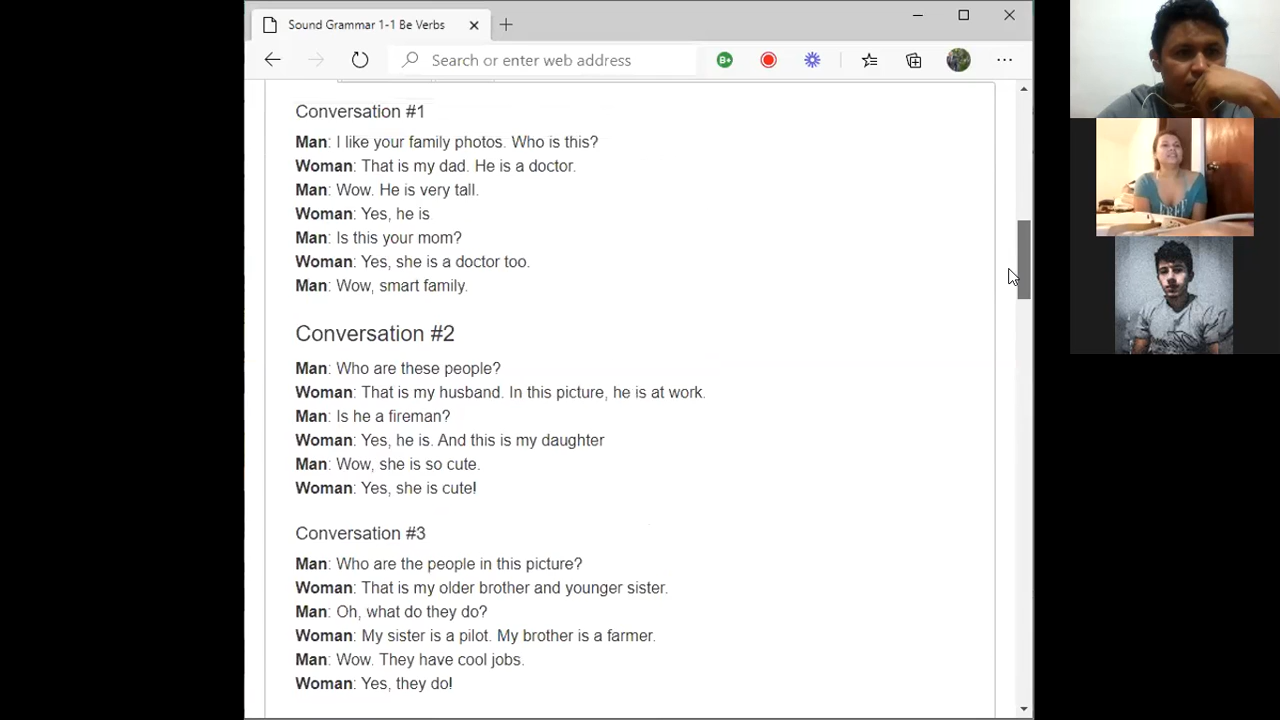 Sound Grammar 1-1 Be Verbs
Search or enter web address
B+
Conversation #1
Man: I like your family photos. Who is this?
Woman: That is my dad. He is a doctor.
Man: Wow. He is very tall.
Woman: Yes, he is
Man: Is this your mom?
Woman: Yes, she is a doctor too.
Man: Wow, smart family.
Conversation #2
Man: Who are these people?
Woman: That is my husband. In this picture, he is at work.
Man: Is he a fireman?
Woman: Yes, he is. And this is my daughter
Man: Wow, she is so cute.
Woman: Yes, she is cute!
Conversation #3
Man: Who are the people in this picture?
Woman: That is my older brother and younger sister.
Man: Oh, what do they do?
Woman: My sister is a pilot. My brother is a farmer.
Man: Wow. They have cool jobs.
Woman: Yes, they do!